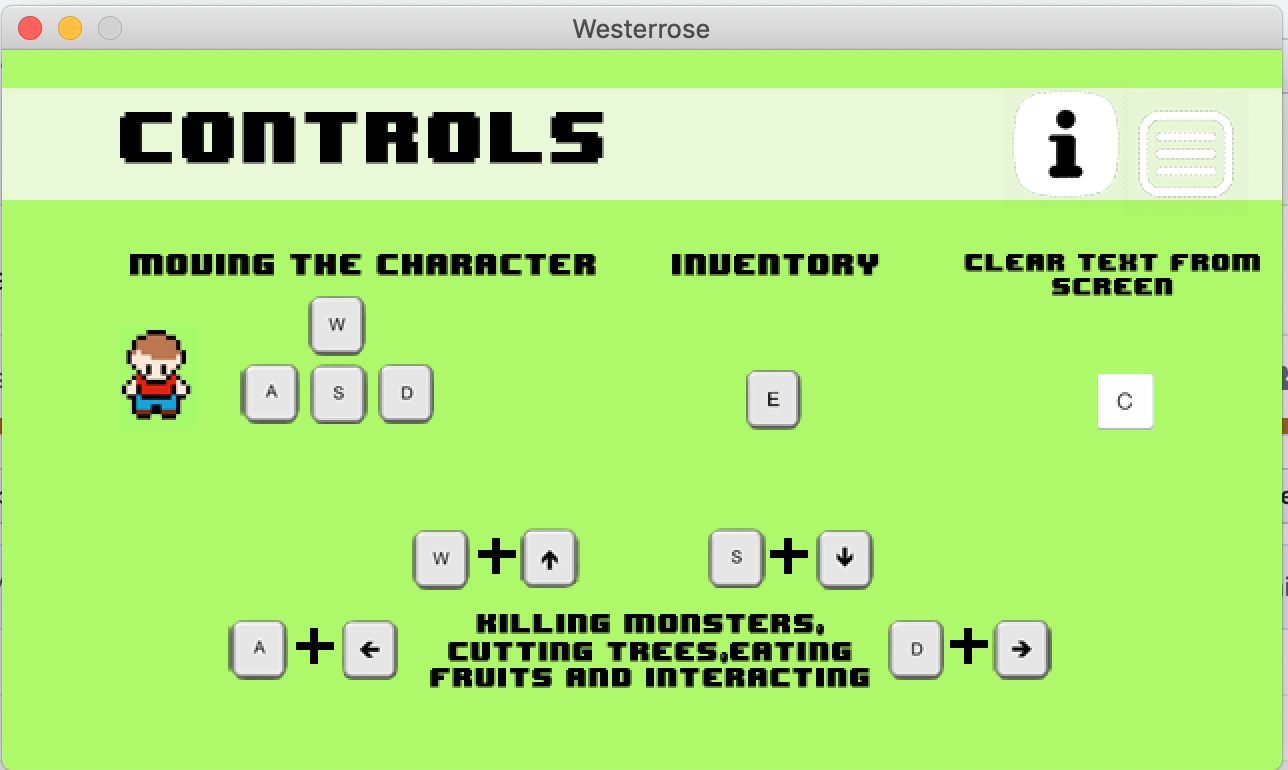 Westerrose
CONTROLS
i
MOVING THE CHARACTER
INVENTORY
CLEAR TEXT FROM
SCREEN
W
A S D
E
C
W + ↑
S + ↓
A + ←
KILLING MONSTERS,
CUTTING TREES,EATING
FRUITS AND INTERACTING
D + →